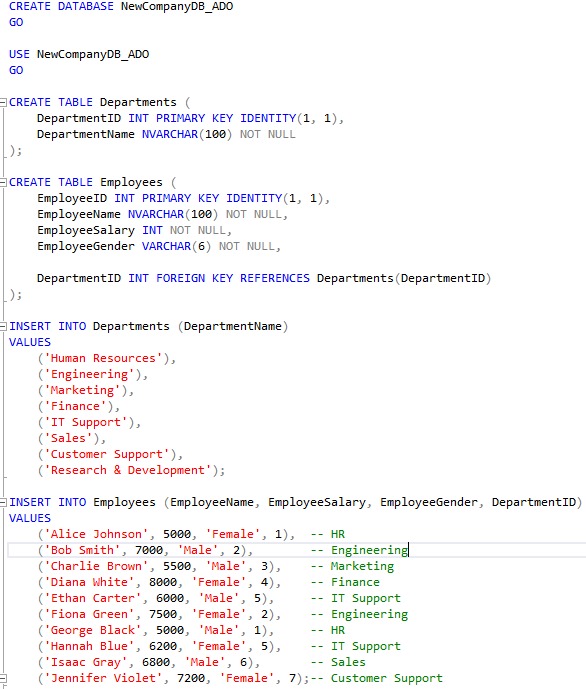 CREATE DATABASE NewCompanyDB_ADO
GO
USE NewCompanyDB_ADO
GO
CREATE TABLE Departments (
DepartmentID INT PRIMARY KEY IDENTITY(1, 1),
DepartmentName NVARCHAR(100) NOT NULL
);
CREATE TABLE Employees (
EmployeeID INT PRIMARY KEY IDENTITY(1, 1),
EmployeeName NVARCHAR(100) NOT NULL,
EmployeeSalary INT NOT NULL,
EmployeeGender VARCHAR(6) NOT NULL,
DepartmentID INT FOREIGN KEY REFERENCES Departments(DepartmentID)
);
INSERT INTO Departments (DepartmentName)
VALUES
('Human Resources'),
('Engineering'),
('Marketing'),
('Finance'),
('IT Support'),
('Sales'),
('Customer Support'),
('Research & Development');
INSERT INTO Employees (EmployeeName, EmployeeSalary, EmployeeGender, DepartmentID)
VALUES
('Alice Johnson', 5000, 'Female', 1), -- HR
('Bob Smith', 7000, 'Male', 2), -- Engineering
('Charlie Brown', 5500, 'Male', 3), -- Marketing
('Diana White', 8000, 'Female', 4), -- Finance
('Ethan Carter', 6000, 'Male', 5), -- IT Support
('Fiona Green', 7500, 'Female', 2), -- Engineering
('George Black', 5000, 'Male', 1), -- HR
('Hannah Blue', 6200, 'Female', 5), -- IT Support
('Isaac Gray', 6800, 'Male', 6), -- Sales
('Jennifer Violet', 7200, 'Female', 7);-- Customer Support